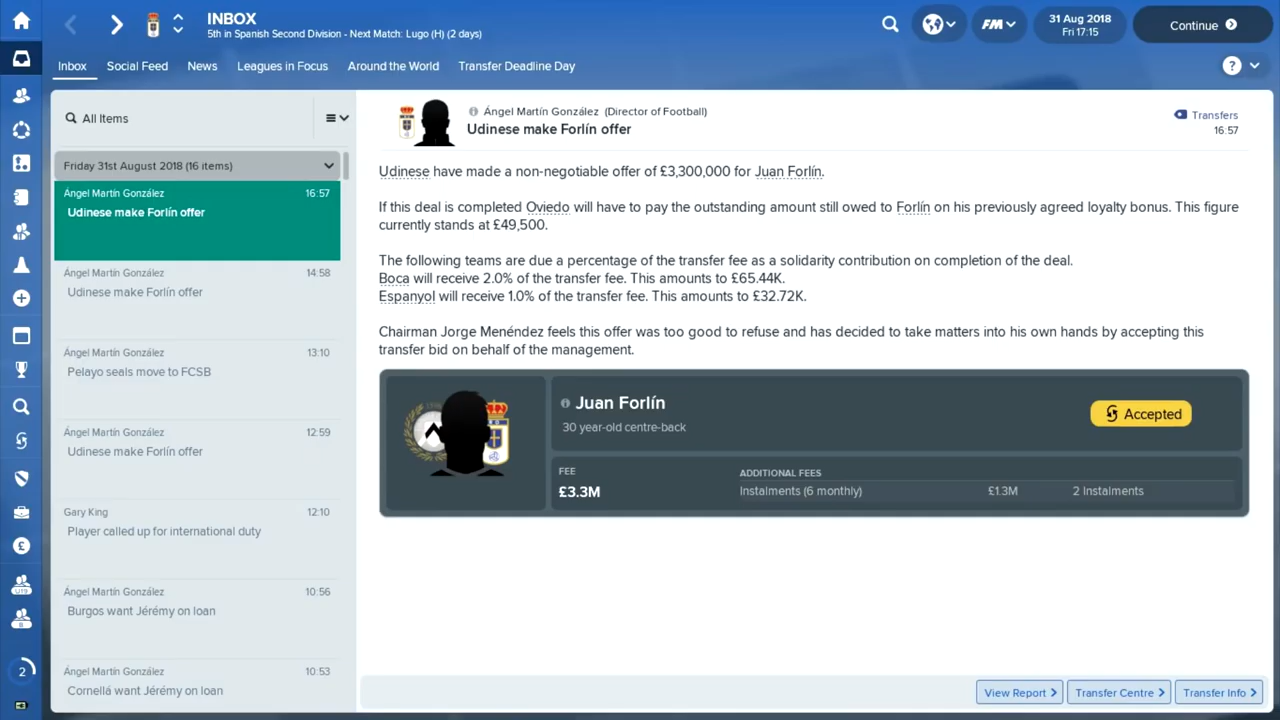 INBOX
5th in Spanish Second Division - Next Match: Lugo (H) (2 days)
FM
31 Aug 2018
Fri 17:15
Continue
Inbox
Social Feed
News
Leagues in Focus
Around the World
Transfer Deadline Day
?
All Items
Friday 31st August 2018 (16 items)
Ángel Martín González 16:57
Udinese make Forlín offer
Ángel Martín González 14:58
Udinese make Forlín offer
Ángel Martín González 13:10
Pelayo seals move to FCSB
Ángel Martín González 12:59
Udinese make Forlín offer
Gary King 12:10
Player called up for international duty
Ángel Martín González 10:56
Burgos want Jérémy on loan
Ángel Martín González 10:53
Cornellá want Jérémy on loan
U19
2
Ángel Martín González (Director of Football)
Udinese make Forlín offer
Transfers
16:57
Udinese have made a non-negotiable offer of £3,300,000 for Juan Forlín.
If this deal is completed Oviedo will have to pay the outstanding amount still owed to Forlín on his previously agreed loyalty bonus. This figure
currently stands at £49,500.
The following teams are due a percentage of the transfer fee as a solidarity contribution on completion of the deal.
Boca will receive 2.0% of the transfer fee. This amounts to £65.44K.
Espanyol will receive 1.0% of the transfer fee. This amounts to £32.72K.
Chairman Jorge Menéndez feels this offer was too good to refuse and has decided to take matters into his own hands by accepting this
transfer bid on behalf of the management.
Juan Forlín
30 year-old centre-back
Accepted
FEE
£3.3M
ADDITIONAL FEES
Instalments (6 monthly) £1.3M 2 Instalments
View Report
Transfer Centre
Transfer Info